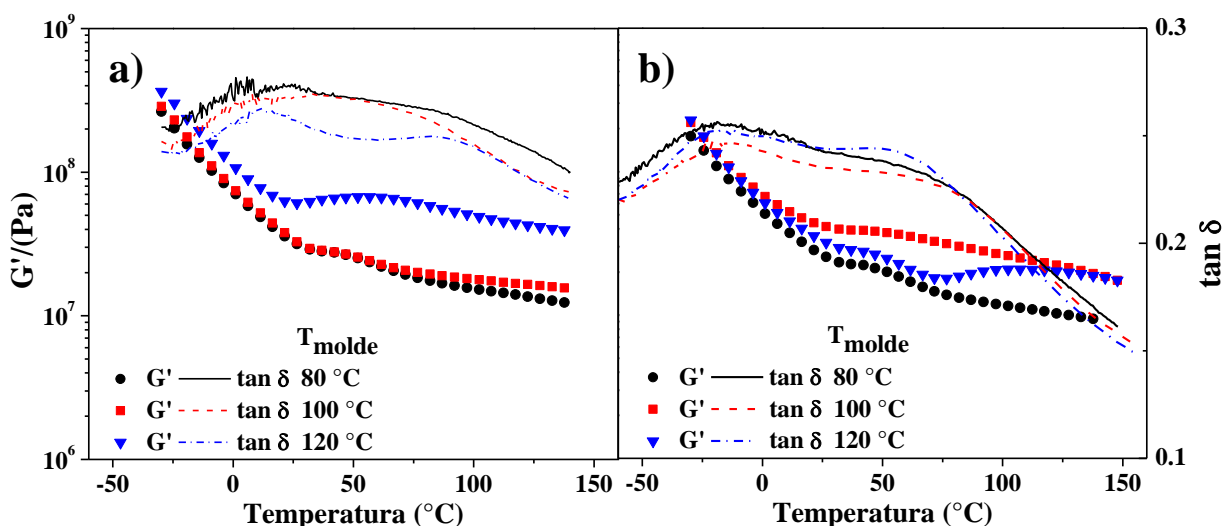 10⁹
10⁸
10⁷
10⁶
G'/(Pa)
a)
T_molde
G' tan δ 80 °C
G' tan δ 100 °C
G' tan δ 120 °C
-50 0 50 100 150
Temperatura (°C)
b)
T_molde
G' tan δ 80 °C
G' tan δ 100 °C
G' tan δ 120 °C
-50 0 50 100 150
Temperatura (°C)
0.3
0.2
0.1
tan δ